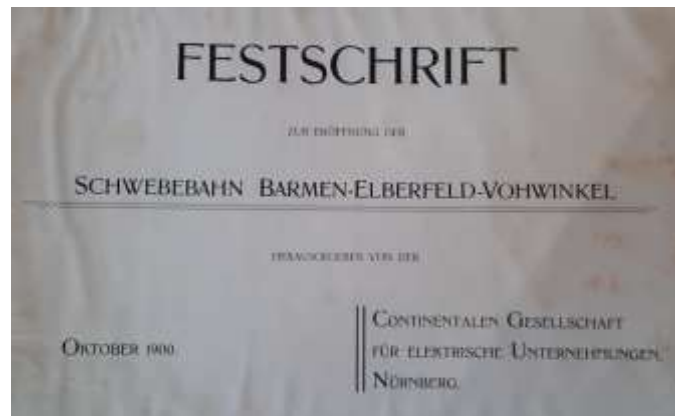 FESTSCHRIFT
ZUR ERÖFFNUNG DER
SCHWEBEBAHN BARMEN-ELBERFELD-VOHWINKEL
HERAUSGEGEBEN VON DER
OKTOBER 1900.
CONTINENTALEN GESELLSCHAFT
FÜR ELEKTRISCHE UNTERNEHMUNGEN,
NÜRNBERG.